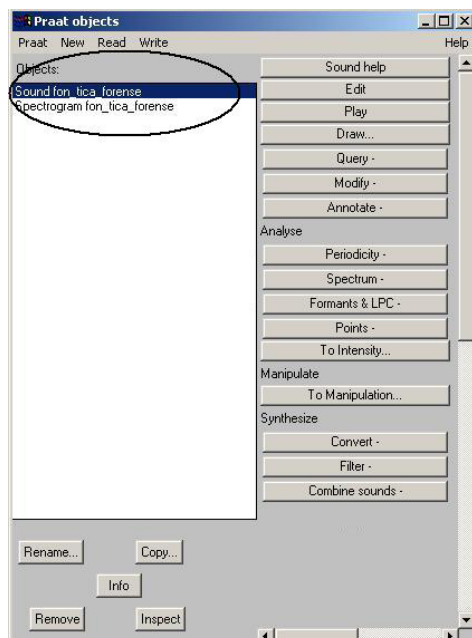 Praat objects
Praat New Read Write Help
Objects:
Sound fon_tica_forense
Spectrogram fon_tica_forense
Sound help
Edit
Play
Draw...
Query -
Modify -
Annotate -
Analyse
Periodicity -
Spectrum -
Formants & LPC -
Points -
To Intensity...
Manipulate
To Manipulation...
Synthesize
Convert -
Filter -
Combine sounds -
Rename... Copy...
Info
Remove Inspect